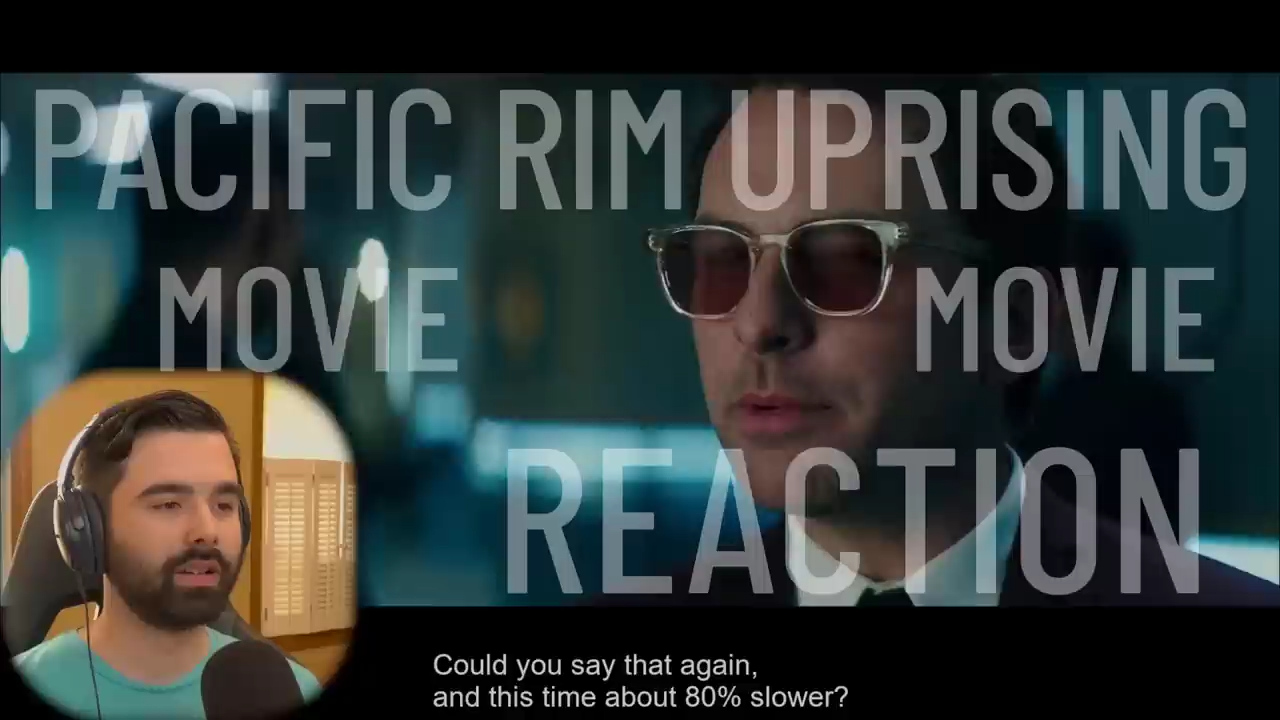 PACIFIC RIM UPRISING
MOVIE MOVIE
REACTION
Could you say that again,
and this time about 80% slower?